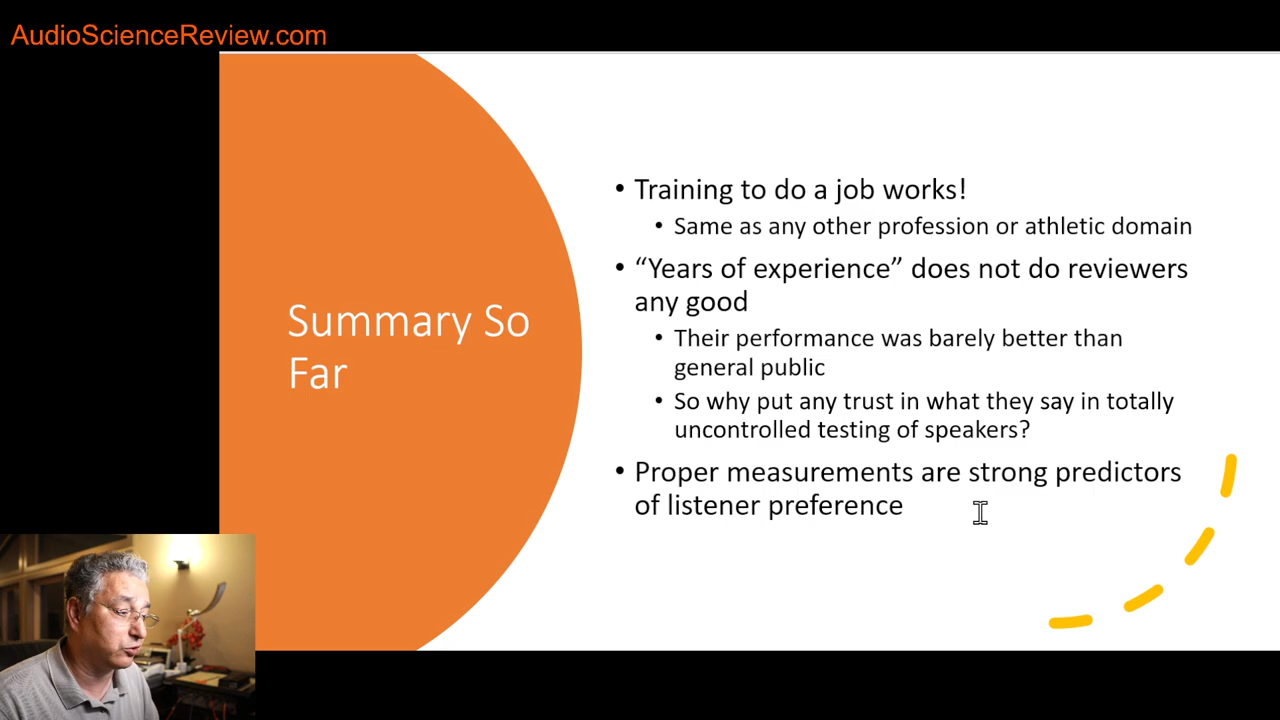 AudioScienceReview.com
Summary So
Far
• Training to do a job works!
• Same as any other profession or athletic domain
• “Years of experience” does not do reviewers
any good
• Their performance was barely better than
general public
• So why put any trust in what they say in totally
uncontrolled testing of speakers?
• Proper measurements are strong predictors
of listener preference